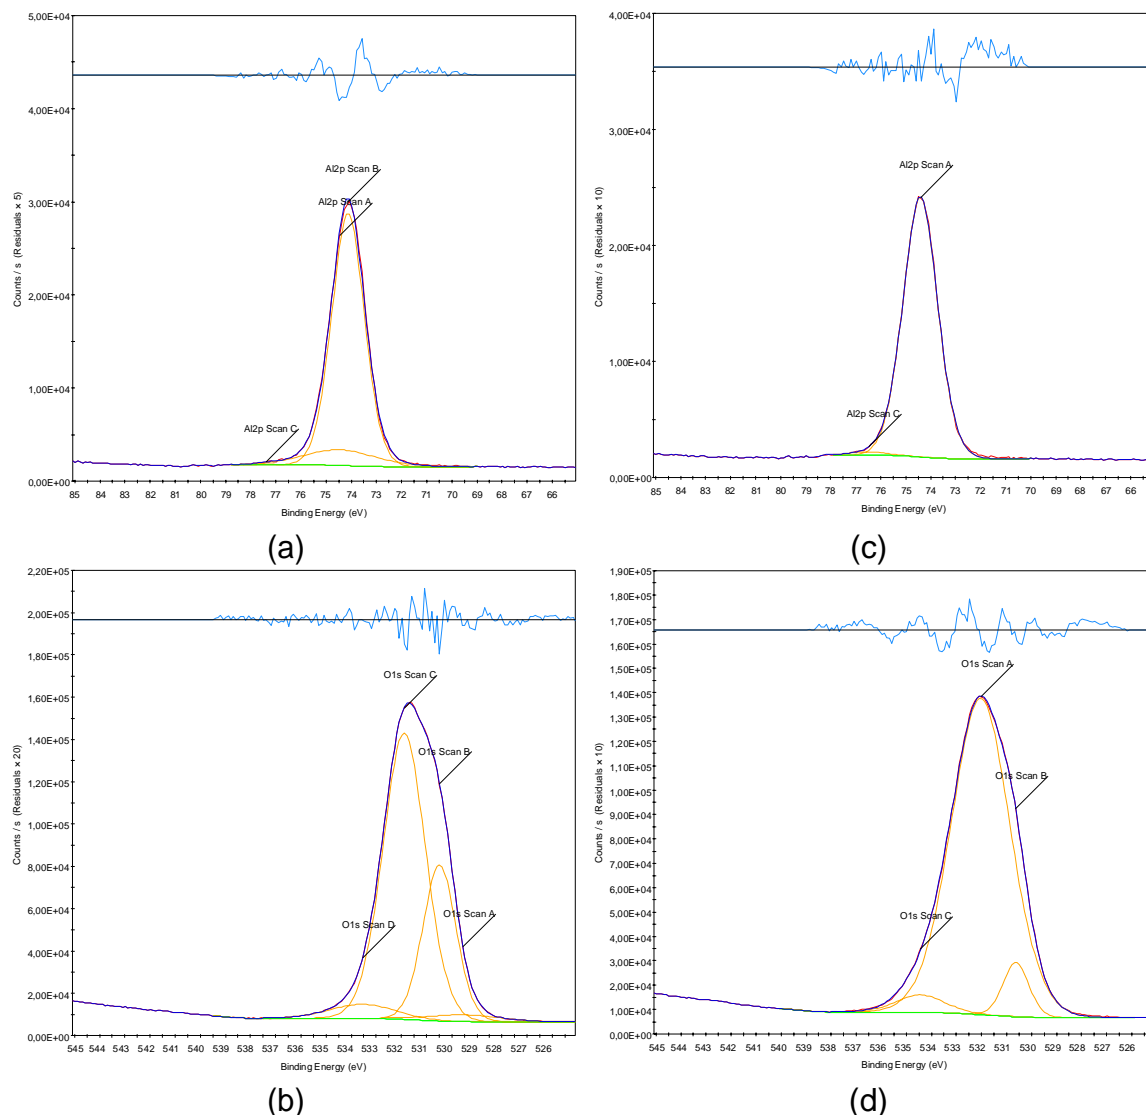 5,00E+04
4,00E+04
3,00E+04
2,00E+04
1,00E+04
0,00E+00
Counts / s (Residuals × 5)
Al2p Scan B
Al2p Scan A
Al2p Scan C
85 84 82 81 80 79 78 77 76 75 74 73 72 71 70 69 68 67 66
Binding Energy (eV)
(a)
4,00E+04
3,00E+04
2,00E+04
1,00E+04
0,00E+00
Counts / s (Residuals × 10)
Al2p Scan A
Al2p Scan C
85 84 83 82 81 80 79 78 77 76 75 74 73 72 71 70 69 68 67 66
Binding Energy (eV)
(c)
2,20E+05
2,00E+05
1,80E+05
1,60E+05
1,40E+05
1,20E+05
1,00E+05
8,00E+04
6,00E+04
4,00E+04
2,00E+04
0,00E+00
Counts / s (Residuals × 20)
O1s Scan C
O1s Scan B
O1s Scan A
O1s Scan D
545 544 543 542 541 540 539 538 537 536 535 533 532 531 530 529 528 527 526
Binding Energy (eV)
(b)
1,90E+05
1,80E+05
1,70E+05
1,60E+05
1,50E+05
1,40E+05
1,30E+05
1,20E+05
1,10E+05
1,00E+05
9,00E+04
8,00E+04
7,00E+04
6,00E+04
5,00E+04
4,00E+04
3,00E+04
2,00E+04
1,00E+04
0,00E+00
Counts / s (Residuals × 10)
O1s Scan A
O1s Scan B
O1s Scan C
545 544 543 542 541 540 539 538 537 536 535 534 533 532 531 530 529 528 527 526
Binding Energy (eV)
(d)